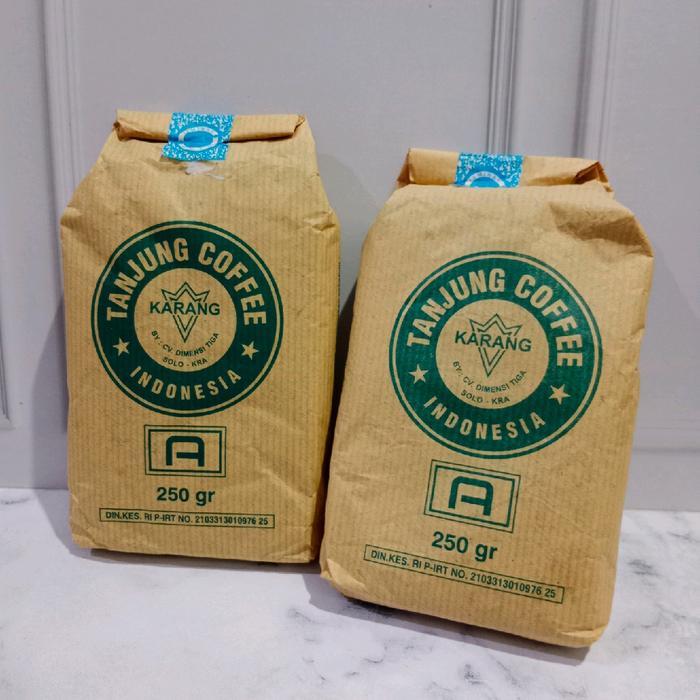 TANJUNG COFFEE
KARANG
BY : CV. DIMENSI TIGA
SOLO - KRA
INDONESIA
A
250 gr
DIN.KES. RI P-IRT NO. 2103313010976 25
TANJUNG COFFEE
KARANG
BY : CV. DIMENSI TIGA
SOLO - KRA
INDONESIA
A
250 gr
DIN.KES. RI P-IRT NO. 2103313010976 25